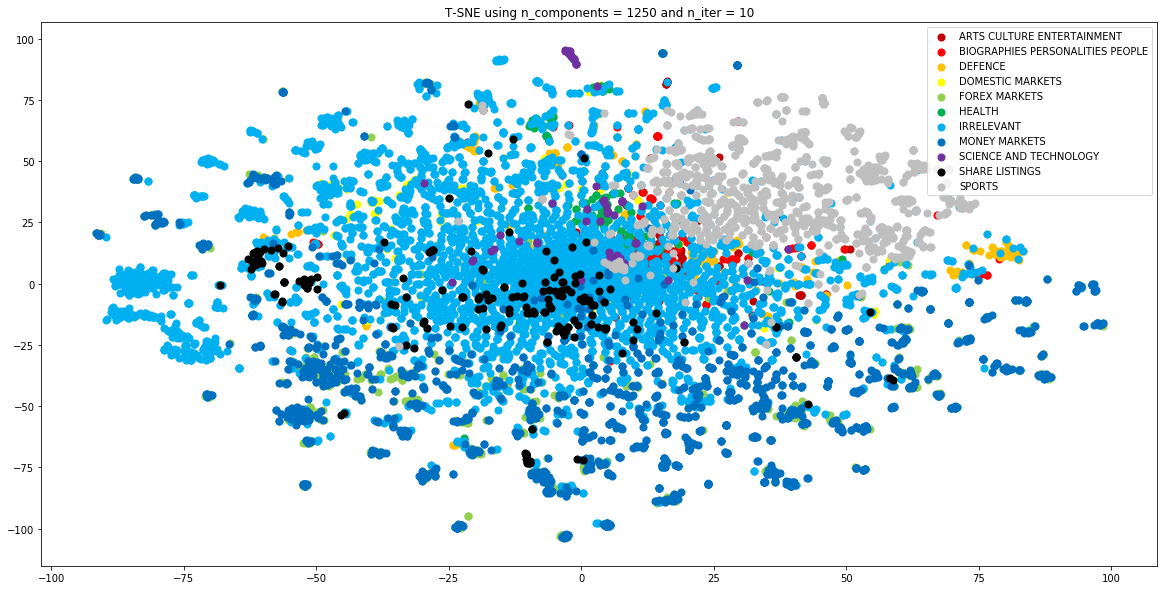 T-SNE using n_components = 1250 and n_iter = 10
ARTS CULTURE ENTERTAINMENT
BIOGRAPHIES PERSONALITIES PEOPLE
DEFENCE
DOMESTIC MARKETS
FOREX MARKETS
HEALTH
IRRELEVANT
MONEY MARKETS
SCIENCE AND TECHNOLOGY
SHARE LISTINGS
SPORTS
100
75
50
25
0
−25
−50
−75
−100
−100 −75 −50 −25 0 25 50 75 100